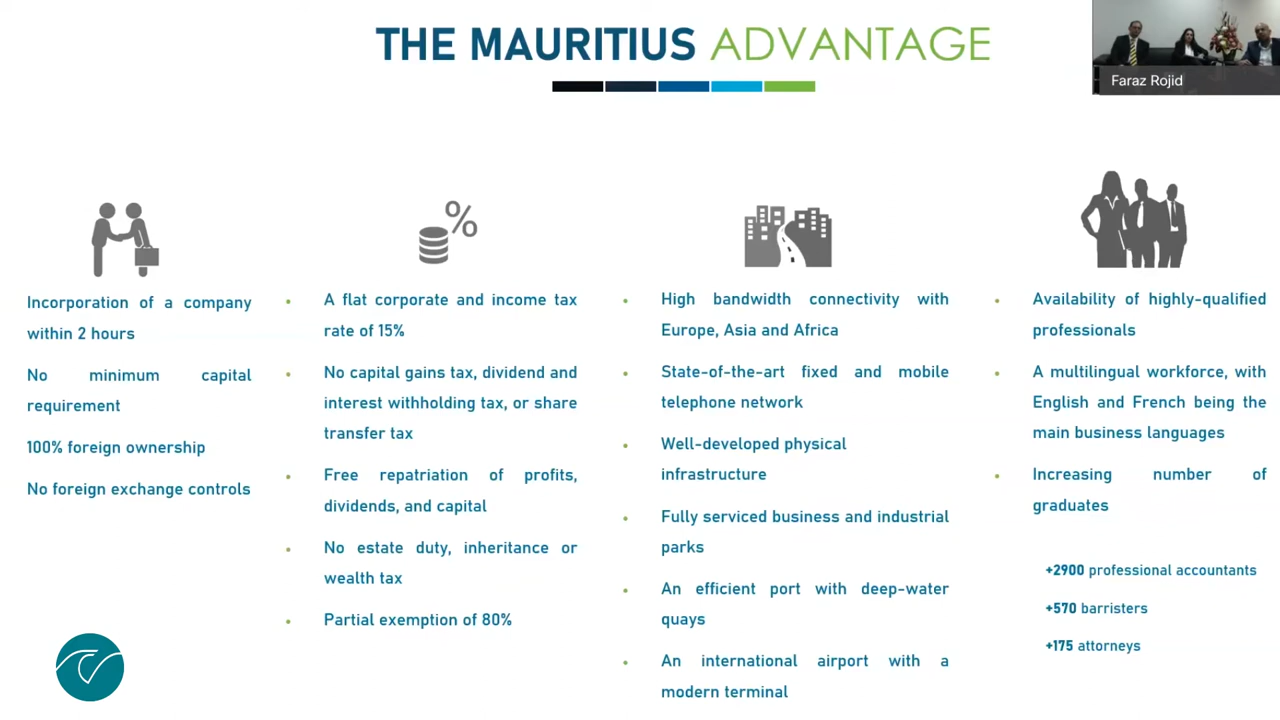 THE MAURITIUS ADVANTAGE
Faraz Rojid
%
Incorporation of a company
within 2 hours
No minimum capital
requirement
100% foreign ownership
No foreign exchange controls
• A flat corporate and income tax
rate of 15%
• No capital gains tax, dividend and
interest withholding tax, or share
transfer tax
• Free repatriation of profits,
dividends, and capital
• No estate duty, inheritance or
wealth tax
• Partial exemption of 80%
• High bandwidth connectivity with
Europe, Asia and Africa
• State-of-the-art fixed and mobile
telephone network
• Well-developed physical
infrastructure
• Fully serviced business and industrial
parks
• An efficient port with deep-water
quays
• An international airport with a
modern terminal
• Availability of highly-qualified
professionals
• A multilingual workforce, with
English and French being the
main business languages
• Increasing number of
graduates
+2900 professional accountants
+570 barristers
+175 attorneys